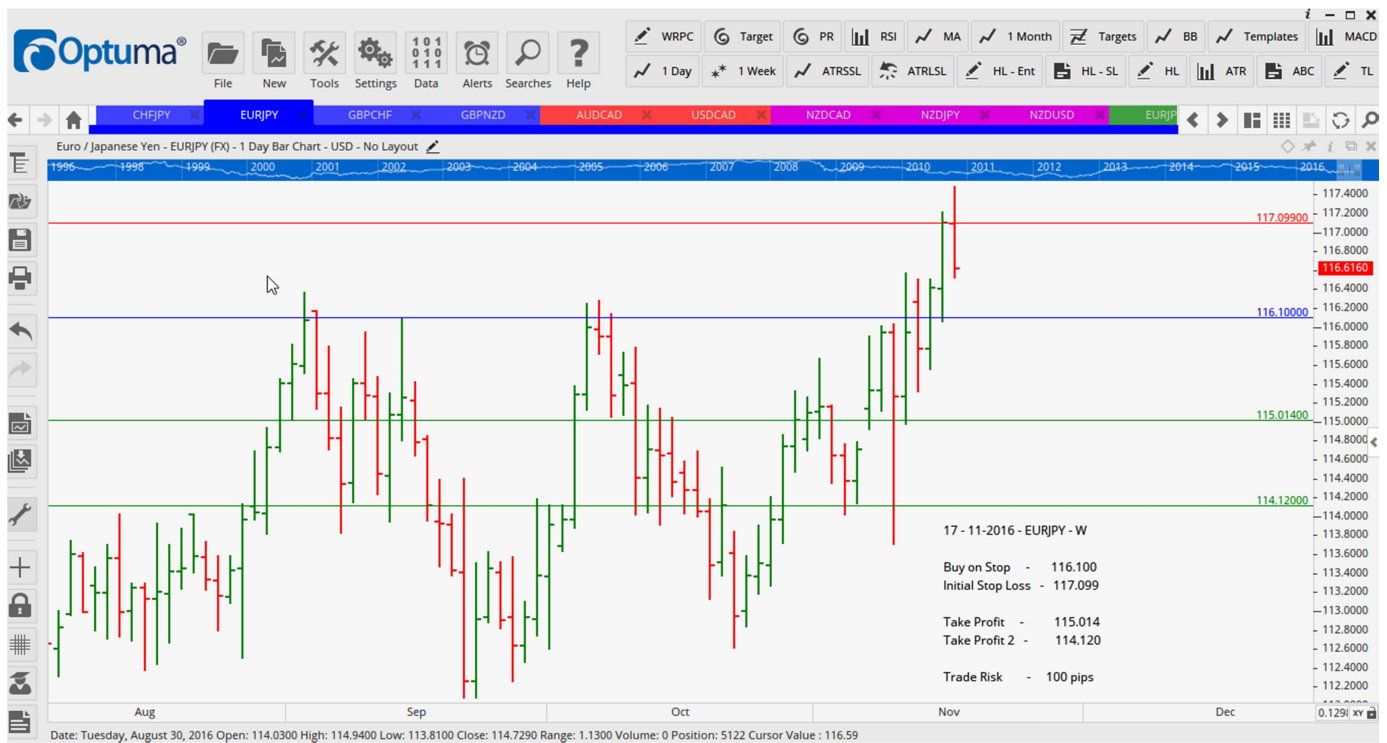 i
Optuma®
File
New
Tools
Settings
101
010
111
Data
Alerts
Searches
?
Help
WRPC
Target
PR
RSI
MA
1 Month
Targets
BB
Templates
MACD
1 Day
1 Week
ATRSSL
ATRLSL
HL - Ent
HL - SL
HL
ATR
ABC
TL
CHFJPY
EURJPY
GBPCHF
GBPNZD
AUDCAD
USDCAD
NZDCAD
NZDJPY
NZDUSD
EURJP
Euro / Japanese Yen - EURJPY (FX) - 1 Day Bar Chart - USD - No Layout
1996 1998 1999 2000 2001 2002 2003 2004 2005 2006 2007 2008 2009 2010 2011 2012 2013 2014 2015 2016
117.4000
117.2000
117.09900
117.0000
116.8000
116.6160
116.4000
116.2000
116.10000
116.0000
115.8000
115.6000
115.4000
115.2000
115.01400
115.0000
114.8000
114.6000
114.4000
114.2000
114.12000
114.0000
113.8000
113.6000
113.4000
113.2000
113.0000
112.8000
112.6000
112.4000
112.2000
17 - 11-2016 - EURJPY - W
Buy on Stop - 116.100
Initial Stop Loss - 117.099
Take Profit - 115.014
Take Profit 2 - 114.120
Trade Risk - 100 pips
Aug
Sep
Oct
Nov
Dec
XY
Date: Tuesday, August 30, 2016 Open: 114.0300 High: 114.9400 Low: 113.8100 Close: 114.7290 Range: 1.1300 Volume: 0 Position: 5122 Cursor Value : 116.59